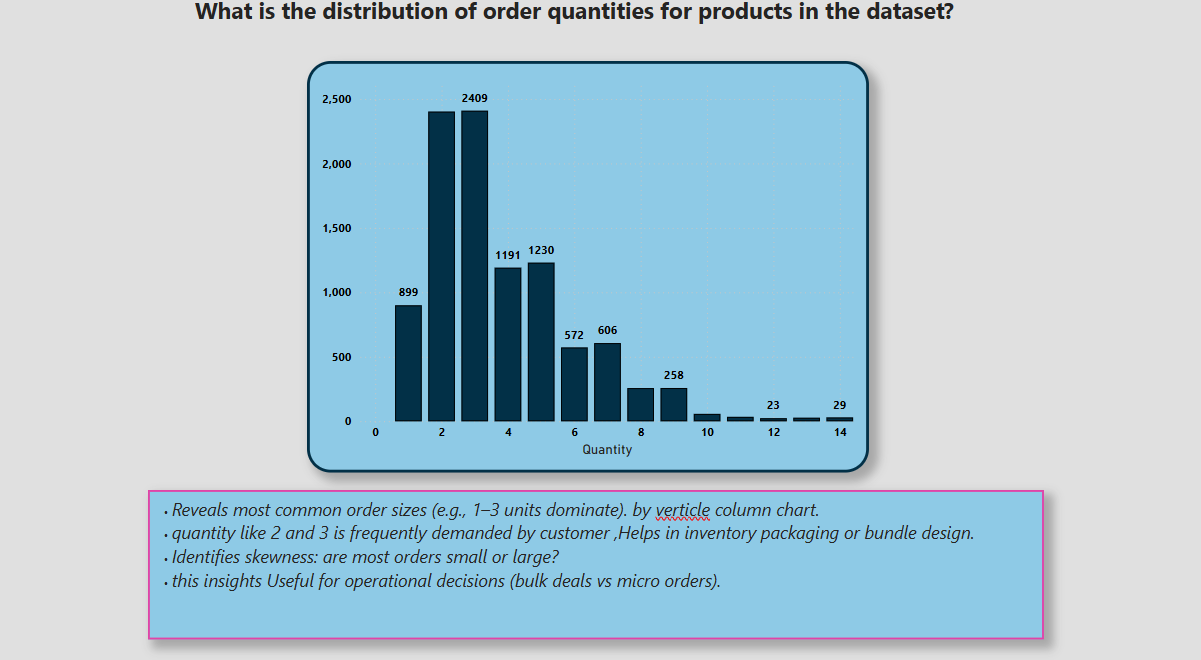 What is the distribution of order quantities for products in the dataset?
2,500
2,000
1,500
1,000
500
0
899
2409
1191
1230
572
606
258
23
29
0 2 4 6 8 10 12 14
Quantity
• Reveals most common order sizes (e.g., 1–3 units dominate). by verticle column chart.
• quantity like 2 and 3 is frequently demanded by customer ,Helps in inventory packaging or bundle design.
• Identifies skewness: are most orders small or large?
• this insights Useful for operational decisions (bulk deals vs micro orders).